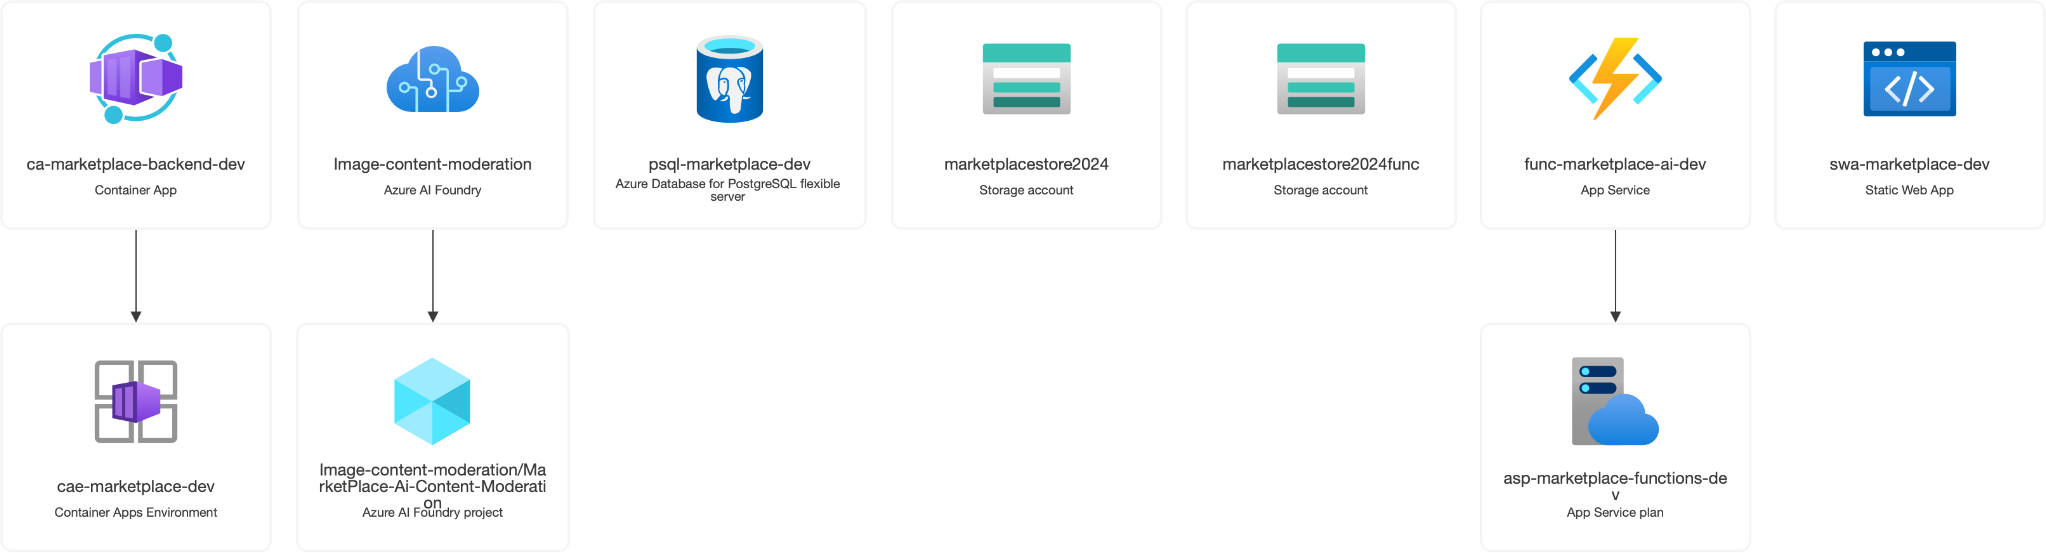 ca-marketplace-backend-dev
Container App
Image-content-moderation
Azure AI Foundry
psql-marketplace-dev
Azure Database for PostgreSQL flexible
server
marketplacestore2024
Storage account
marketplacestore2024func
Storage account
func-marketplace-ai-dev
App Service
swa-marketplace-dev
Static Web App
cae-marketplace-dev
Container Apps Environment
Image-content-moderation/Ma
rketPlace-Ai-Content-Moderati
on
Azure AI Foundry project
asp-marketplace-functions-de
v
App Service plan